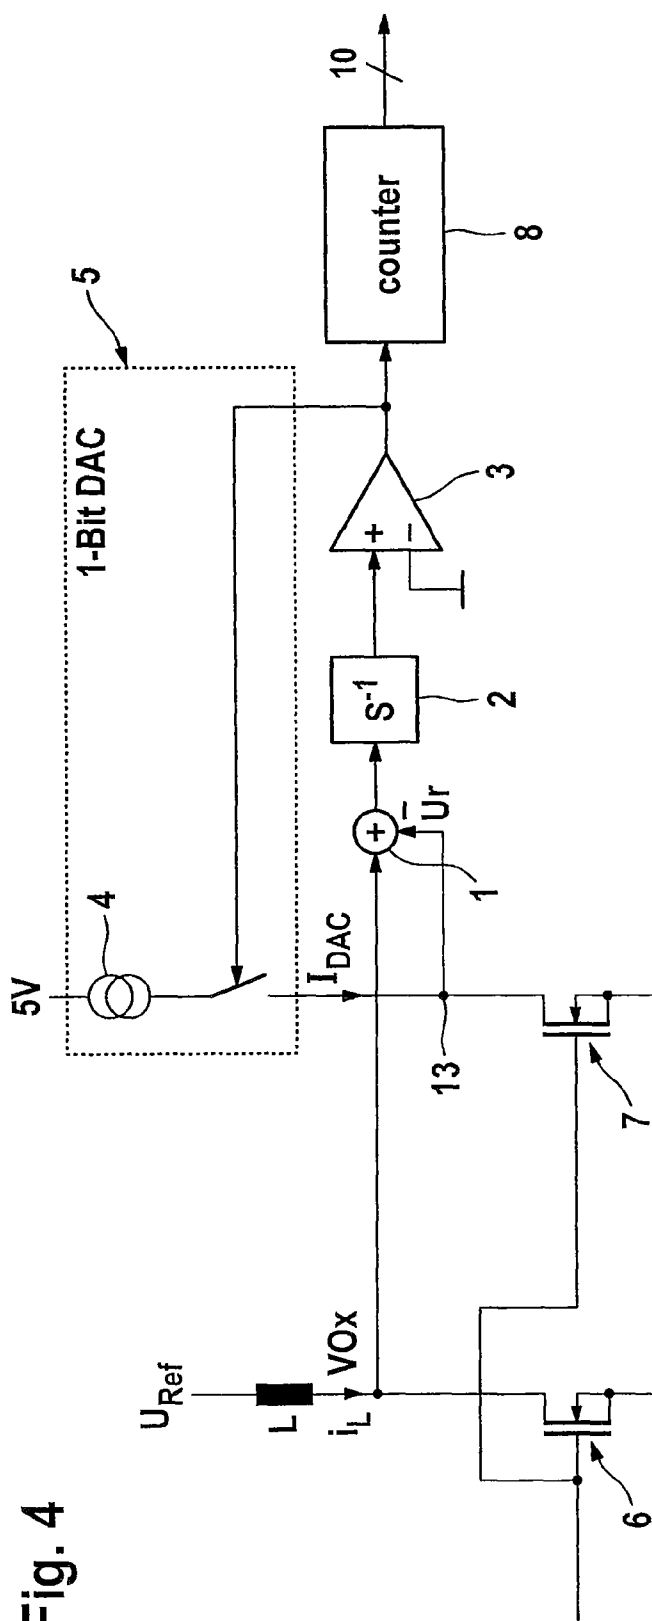 Fig. 4
U_Ref
L
i_L
VOx
5V
4
1-Bit DAC
5
I_DAC
13
+
−
Ur
1
S⁻¹
2
+
−
3
counter
8
10
6
7